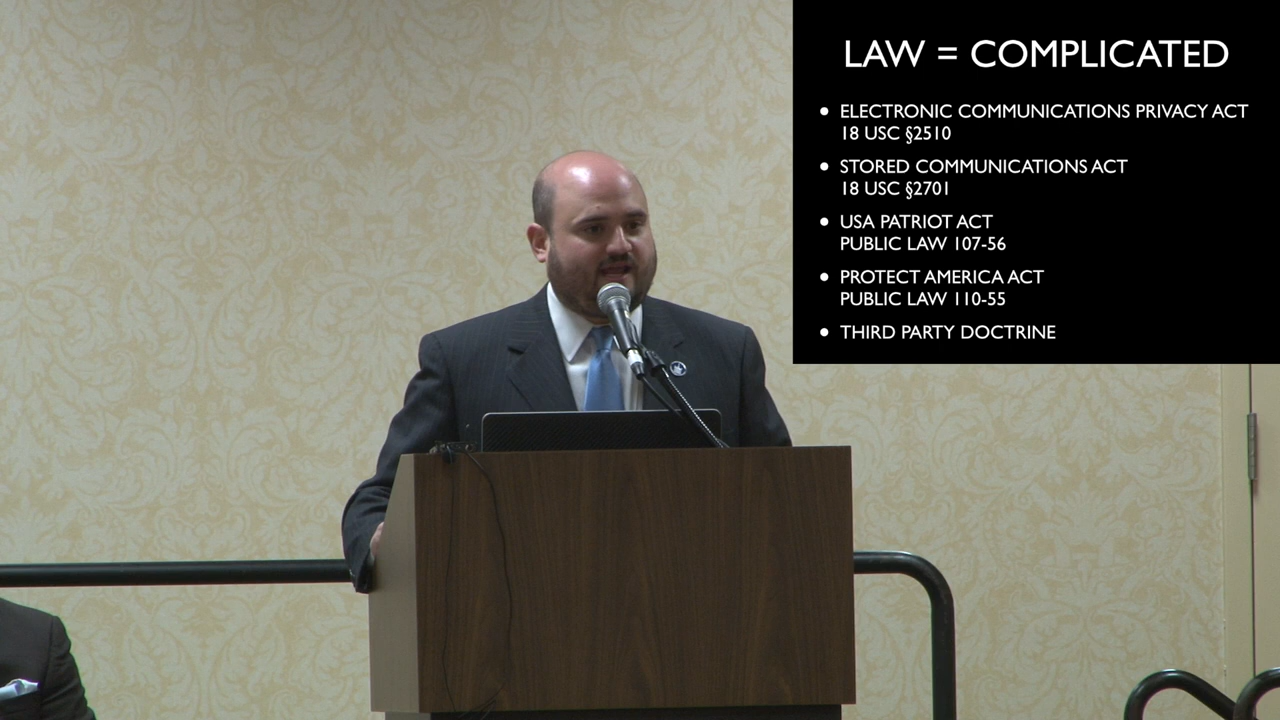 LAW = COMPLICATED
• ELECTRONIC COMMUNICATIONS PRIVACY ACT
18 USC §2510
• STORED COMMUNICATIONS ACT
18 USC §2701
• USA PATRIOT ACT
PUBLIC LAW 107-56
• PROTECT AMERICA ACT
PUBLIC LAW 110-55
• THIRD PARTY DOCTRINE